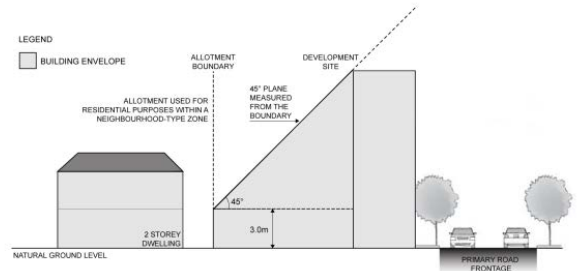 LEGEND
BUILDING ENVELOPE
ALLOTMENT
BOUNDARY
DEVELOPMENT
SITE
ALLOTMENT USED FOR
RESIDENTIAL PURPOSES WITHIN A
NEIGHBOURHOOD-TYPE ZONE
45° PLANE
MEASURED
FROM THE
BOUNDARY
45°
3.0m
2 STOREY
DWELLING
NATURAL GROUND LEVEL
PRIMARY ROAD
FRONTAGE